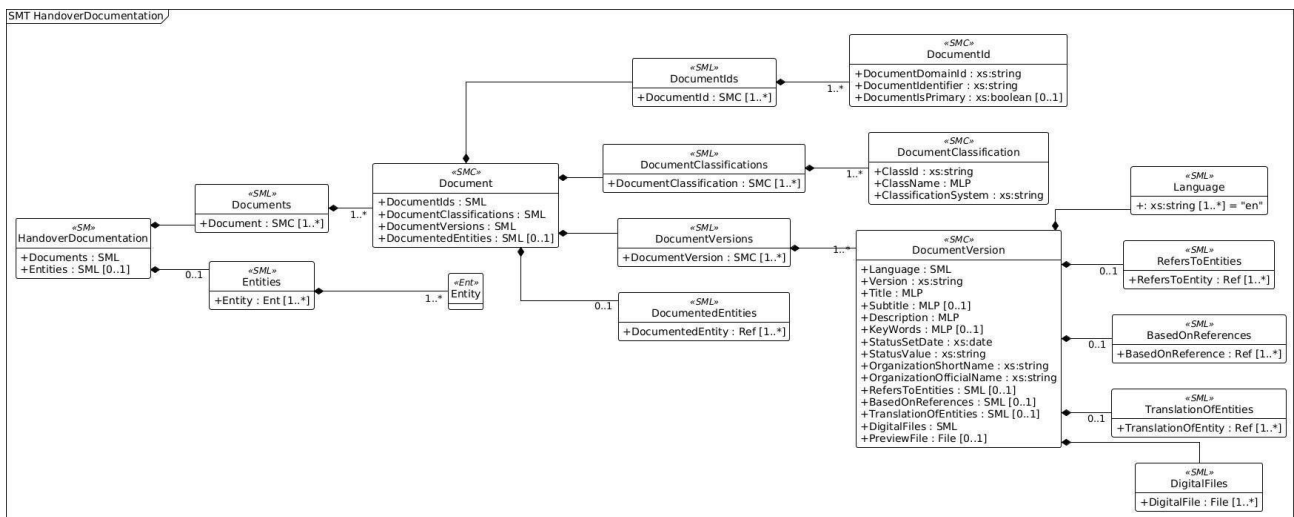 SMT HandoverDocumentation
«SM»
HandoverDocumentation
+Documents : SML
+Entities : SML [0..1]
«SML»
Documents
+Document : SMC [1..*]
1..*
0..1
«SML»
Entities
+Entity : Ent [1..*]
1..*
«Ent»
Entity
«SMC»
Document
+DocumentIds : SML
+DocumentClassifications : SML
+DocumentVersions : SML
+DocumentedEntities : SML [0..1]
«SML»
DocumentIds
+DocumentId : SMC [1..*]
1..*
«SMC»
DocumentId
+DocumentDomainId : xs:string
+DocumentIdentifier : xs:string
+DocumentIsPrimary : xs:boolean [0..1]
«SML»
DocumentClassifications
+DocumentClassification : SMC [1..*]
1..*
«SMC»
DocumentClassification
+ClassId : xs:string
+ClassName : MLP
+ClassificationSystem : xs:string
«SML»
DocumentVersions
+DocumentVersion : SMC [1..*]
1..*
0..1
«SML»
DocumentedEntities
+DocumentedEntity : Ref [1..*]
«SMC»
DocumentVersion
+Language : SML
+Version : xs:string
+Title : MLP
+Subtitle : MLP [0..1]
+Description : MLP
+KeyWords : MLP [0..1]
+StatusSetDate : xs:date
+StatusValue : xs:string
+OrganizationShortName : xs:string
+OrganizationOfficialName : xs:string
+RefersToEntities : SML [0..1]
+BasedOnReferences : SML [0..1]
+TranslationOfEntities : SML [0..1]
+DigitalFiles : SML
+PreviewFile : File [0..1]
«SML»
Language
+: xs:string [1..*] = "en"
0..1
«SML»
RefersToEntities
+RefersToEntity : Ref [1..*]
0..1
«SML»
BasedOnReferences
+BasedOnReference : Ref [1..*]
0..1
«SML»
TranslationOfEntities
+TranslationOfEntity : Ref [1..*]
«SML»
DigitalFiles
+DigitalFile : File [1..*]